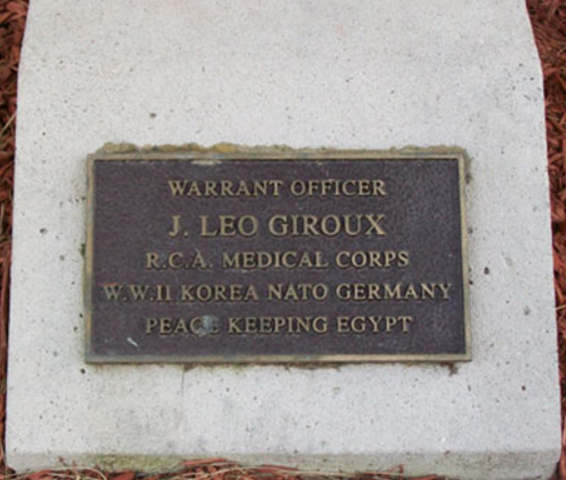 WARRANT OFFICER
J. LEO GIROUX
R.C.A. MEDICAL CORPS
W.W.II KOREA NATO GERMANY
PEACE KEEPING EGYPT